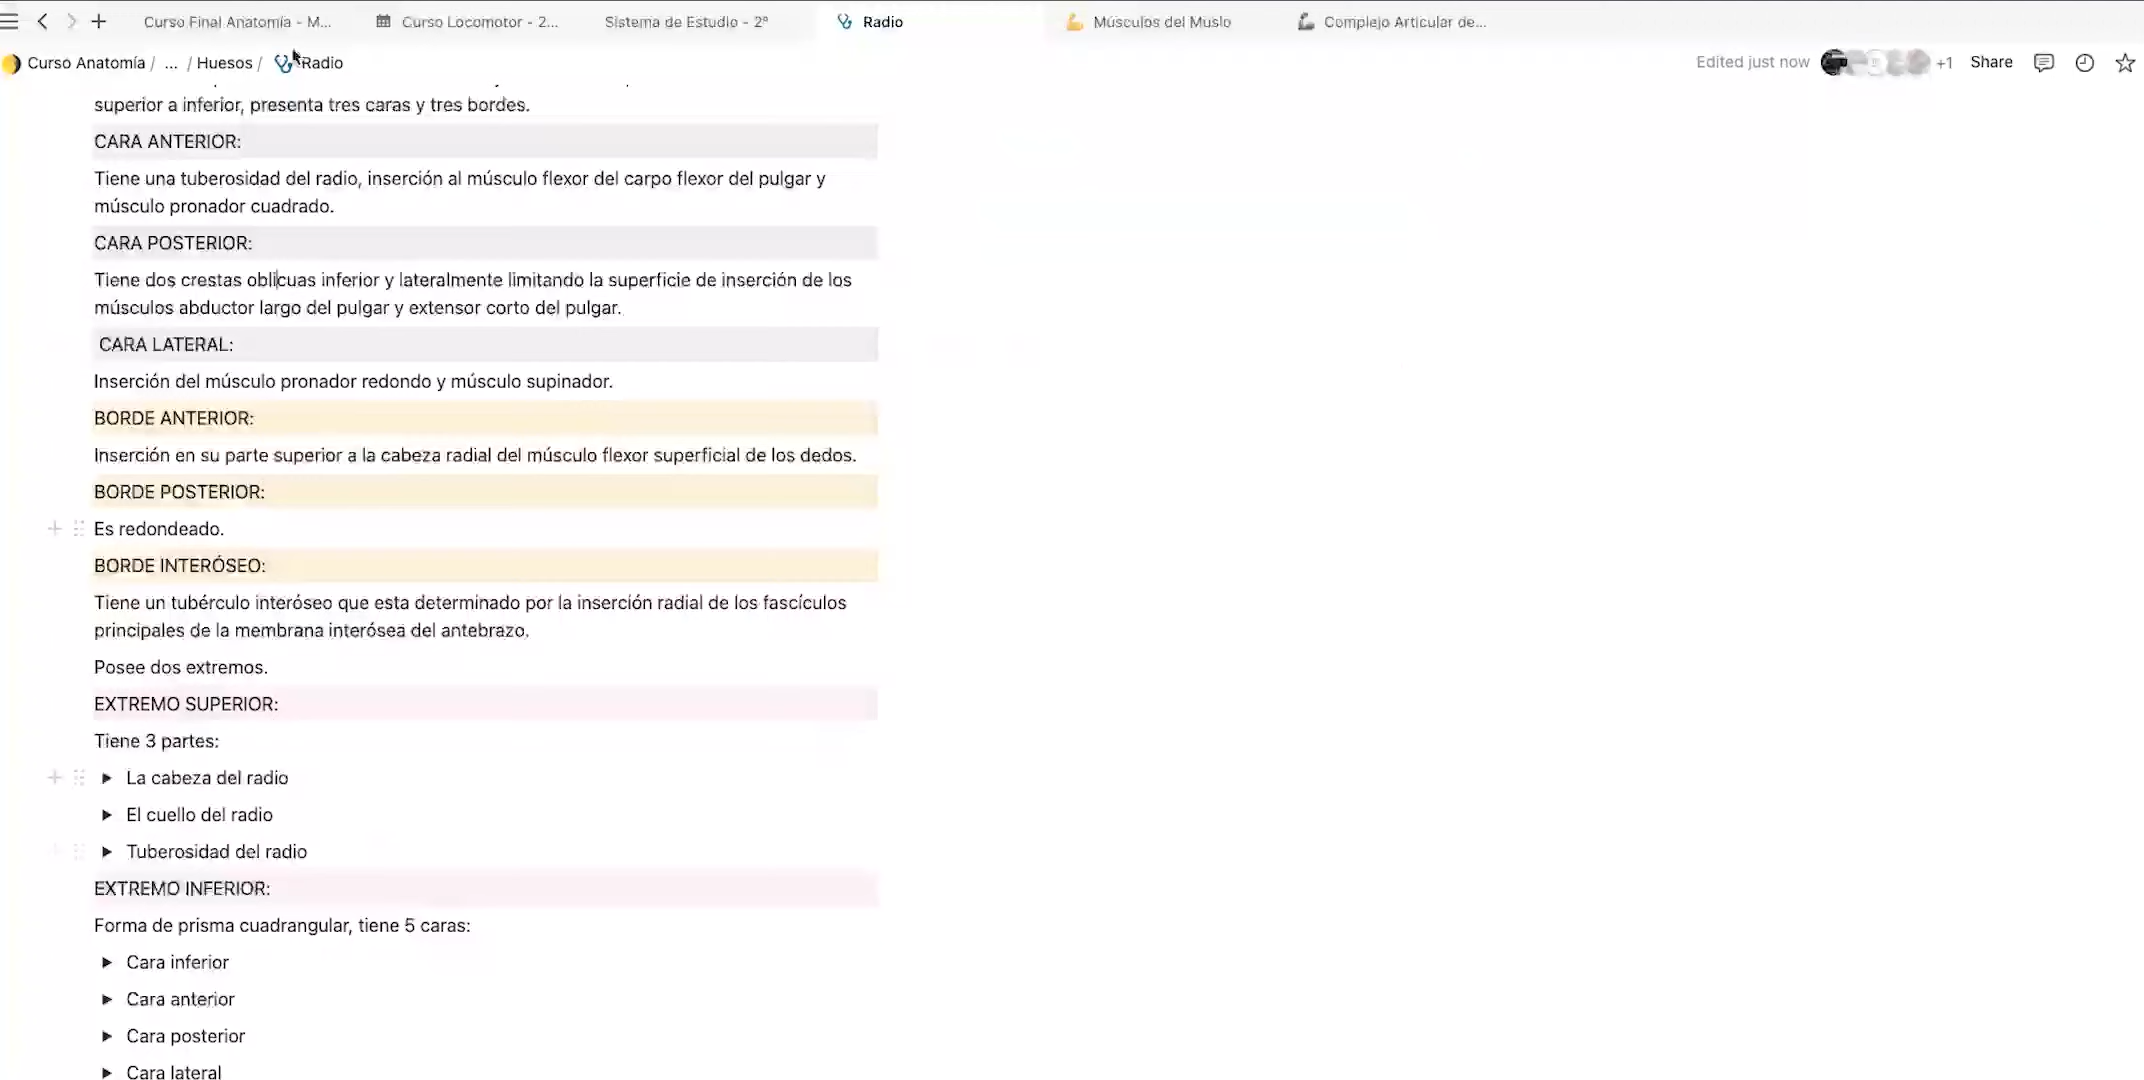 Curso Final Anatomía - M...
Curso Locomotor - 2...
Sistema de Estudio - 2º
Radio
Músculos del Muslo
Complejo Articular de...
Curso Anatomía / ... / Huesos / Radio
Edited just now
+1
Share
superior a inferior, presenta tres caras y tres bordes.
CARA ANTERIOR:
Tiene una tuberosidad del radio, inserción al músculo flexor del carpo flexor del pulgar y
músculo pronador cuadrado.
CARA POSTERIOR:
Tiene dos crestas oblicuas inferior y lateralmente limitando la superficie de inserción de los
músculos abductor largo del pulgar y extensor corto del pulgar.
CARA LATERAL:
Inserción del músculo pronador redondo y músculo supinador.
BORDE ANTERIOR:
Inserción en su parte superior a la cabeza radial del músculo flexor superficial de los dedos.
BORDE POSTERIOR:
Es redondeado.
BORDE INTERÓSEO:
Tiene un tubérculo interóseo que esta determinado por la inserción radial de los fascículos
principales de la membrana interósea del antebrazo.
Posee dos extremos.
EXTREMO SUPERIOR:
Tiene 3 partes:
La cabeza del radio
El cuello del radio
Tuberosidad del radio
EXTREMO INFERIOR:
Forma de prisma cuadrangular, tiene 5 caras:
Cara inferior
Cara anterior
Cara posterior
Cara lateral